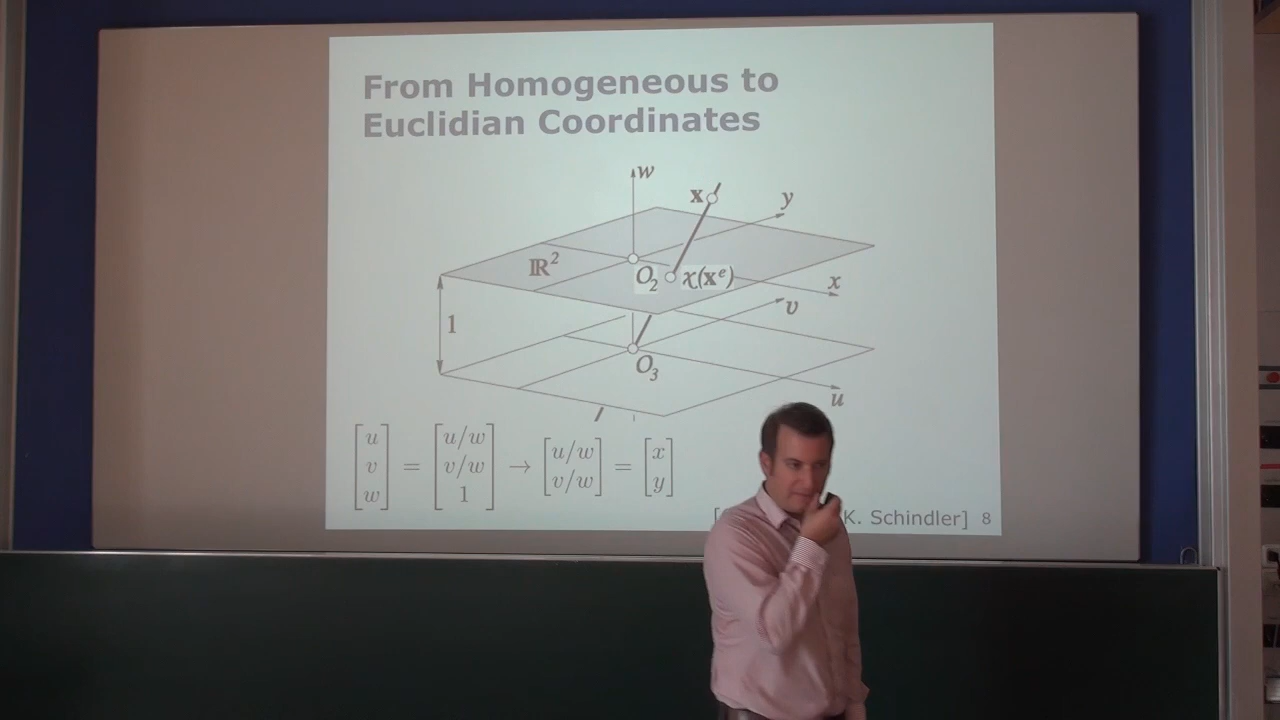 From Homogeneous to
Euclidian Coordinates
w
x
y
ℝ²
O₂ χ(xᵉ)
x
v
1
O₃
u
[u v w] = [u/w v/w 1] → [u/w v/w] = [x y]
[
K. Schindler] 8